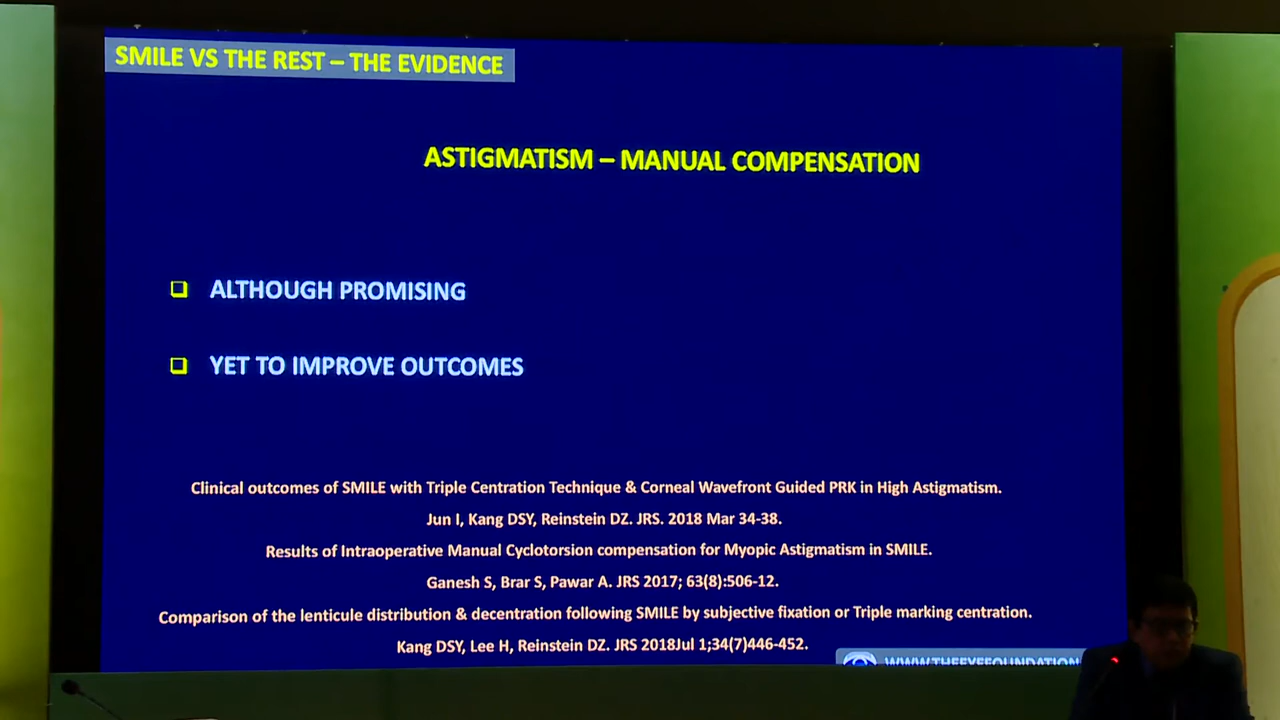 SMILE VS THE REST – THE EVIDENCE
ASTIGMATISM – MANUAL COMPENSATION
ALTHOUGH PROMISING
YET TO IMPROVE OUTCOMES
Clinical outcomes of SMILE with Triple Centration Technique & Corneal Wavefront Guided PRK in High Astigmatism.
Jun I, Kang DSY, Reinstein DZ. JRS. 2018 Mar 34-38.
Results of Intraoperative Manual Cyclotorsion compensation for Myopic Astigmatism in SMILE.
Ganesh S, Brar S, Pawar A. JRS 2017; 63(8):506-12.
Comparison of the lenticule distribution & decentration following SMILE by subjective fixation or Triple marking centration.
Kang DSY, Lee H, Reinstein DZ. JRS 2018Jul 1;34(7)446-452.
WWW.THEEYEFOUNDATION